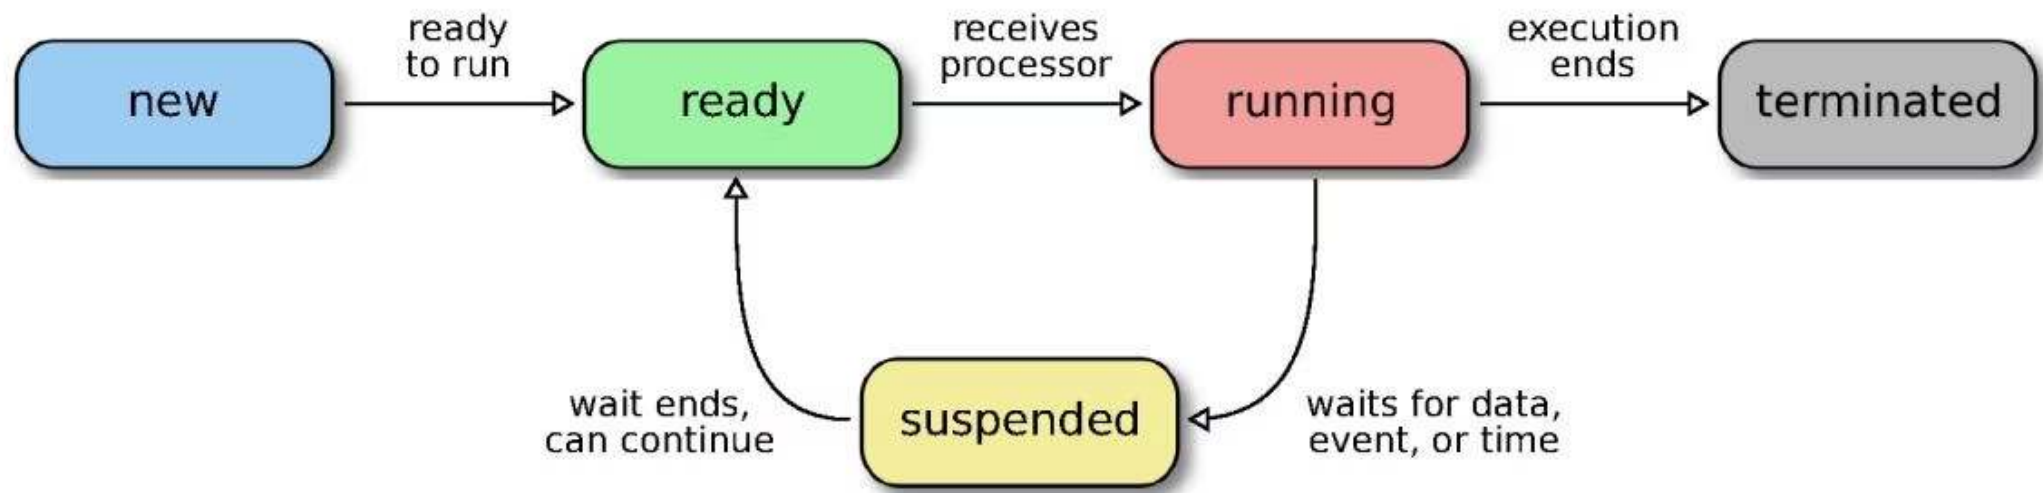 new
ready
to run
ready
receives
processor
running
execution
ends
terminated
wait ends,
can continue
suspended
waits for data,
event, or time